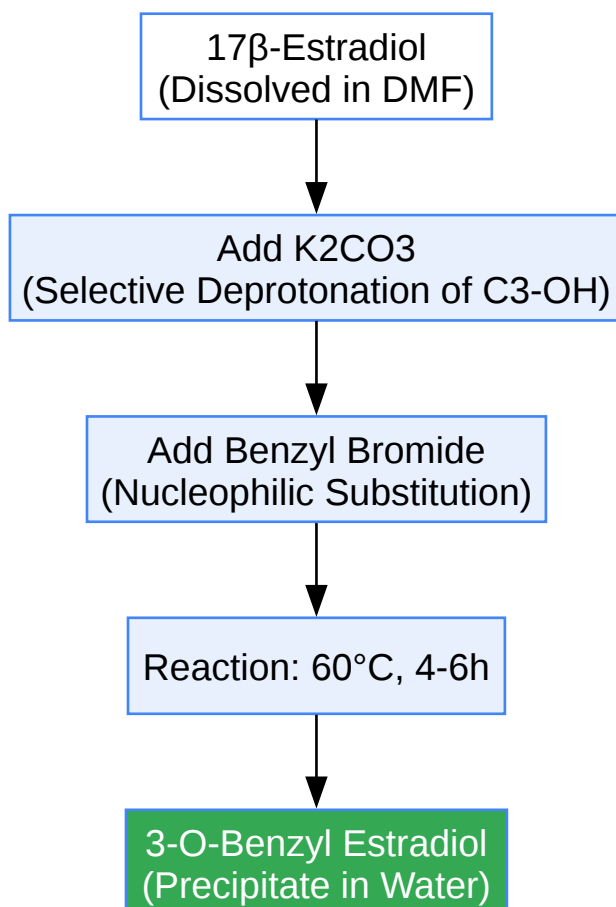 17β-Estradiol
(Dissolved in DMF)
Add K2CO3
(Selective Deprotonation of C3-OH)
Add Benzyl Bromide
(Nucleophilic Substitution)
Reaction: 60°C, 4-6h
3-O-Benzyl Estradiol
(Precipitate in Water)